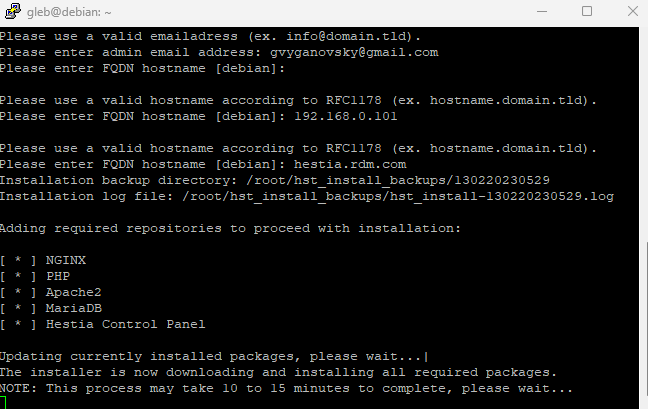 gleb@debian: ~
Please use a valid emailadress (ex. info@domain.tld).
Please enter admin email address: gvyganovsky@gmail.com
Please enter FQDN hostname [debian]:
Please use a valid hostname according to RFC1178 (ex. hostname.domain.tld).
Please enter FQDN hostname [debian]: 192.168.0.101
Please use a valid hostname according to RFC1178 (ex. hostname.domain.tld).
Please enter FQDN hostname [debian]: hestia.rdm.com
Installation backup directory: /root/hst_install_backups/130220230529
Installation log file: /root/hst_install_backups/hst_install-130220230529.log
Adding required repositories to proceed with installation:
[ * ] NGINX
[ * ] PHP
[ * ] Apache2
[ * ] MariaDB
[ * ] Hestia Control Panel
Updating currently installed packages, please wait...|
The installer is now downloading and installing all required packages.
NOTE: This process may take 10 to 15 minutes to complete, please wait...